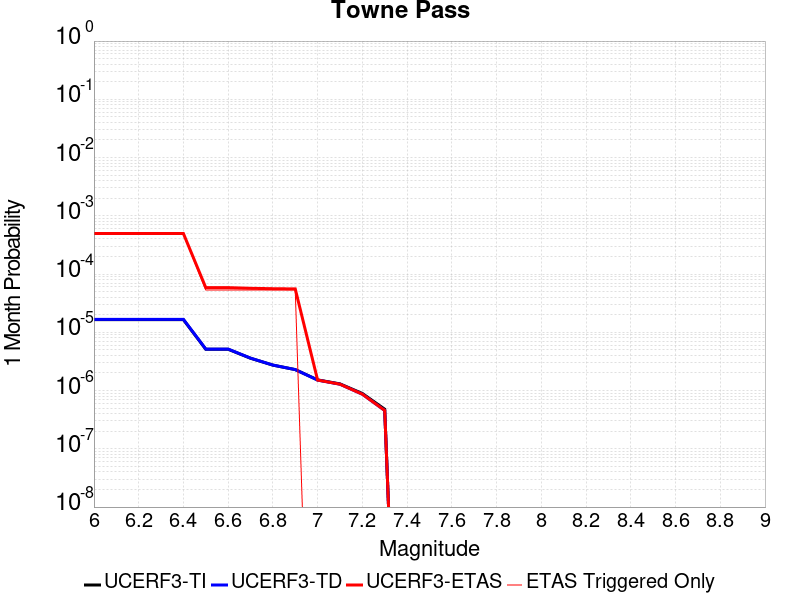 Towne Pass
10^0
10^-1
10^-2
10^-3
10^-4
10^-5
10^-6
10^-7
10^-8
1 Month Probability
6 6.2 6.4 6.6 6.8 7 7.2 7.4 7.6 7.8 8 8.2 8.4 8.6 8.8 9
Magnitude
UCERF3-TI UCERF3-TD UCERF3-ETAS ETAS Triggered Only